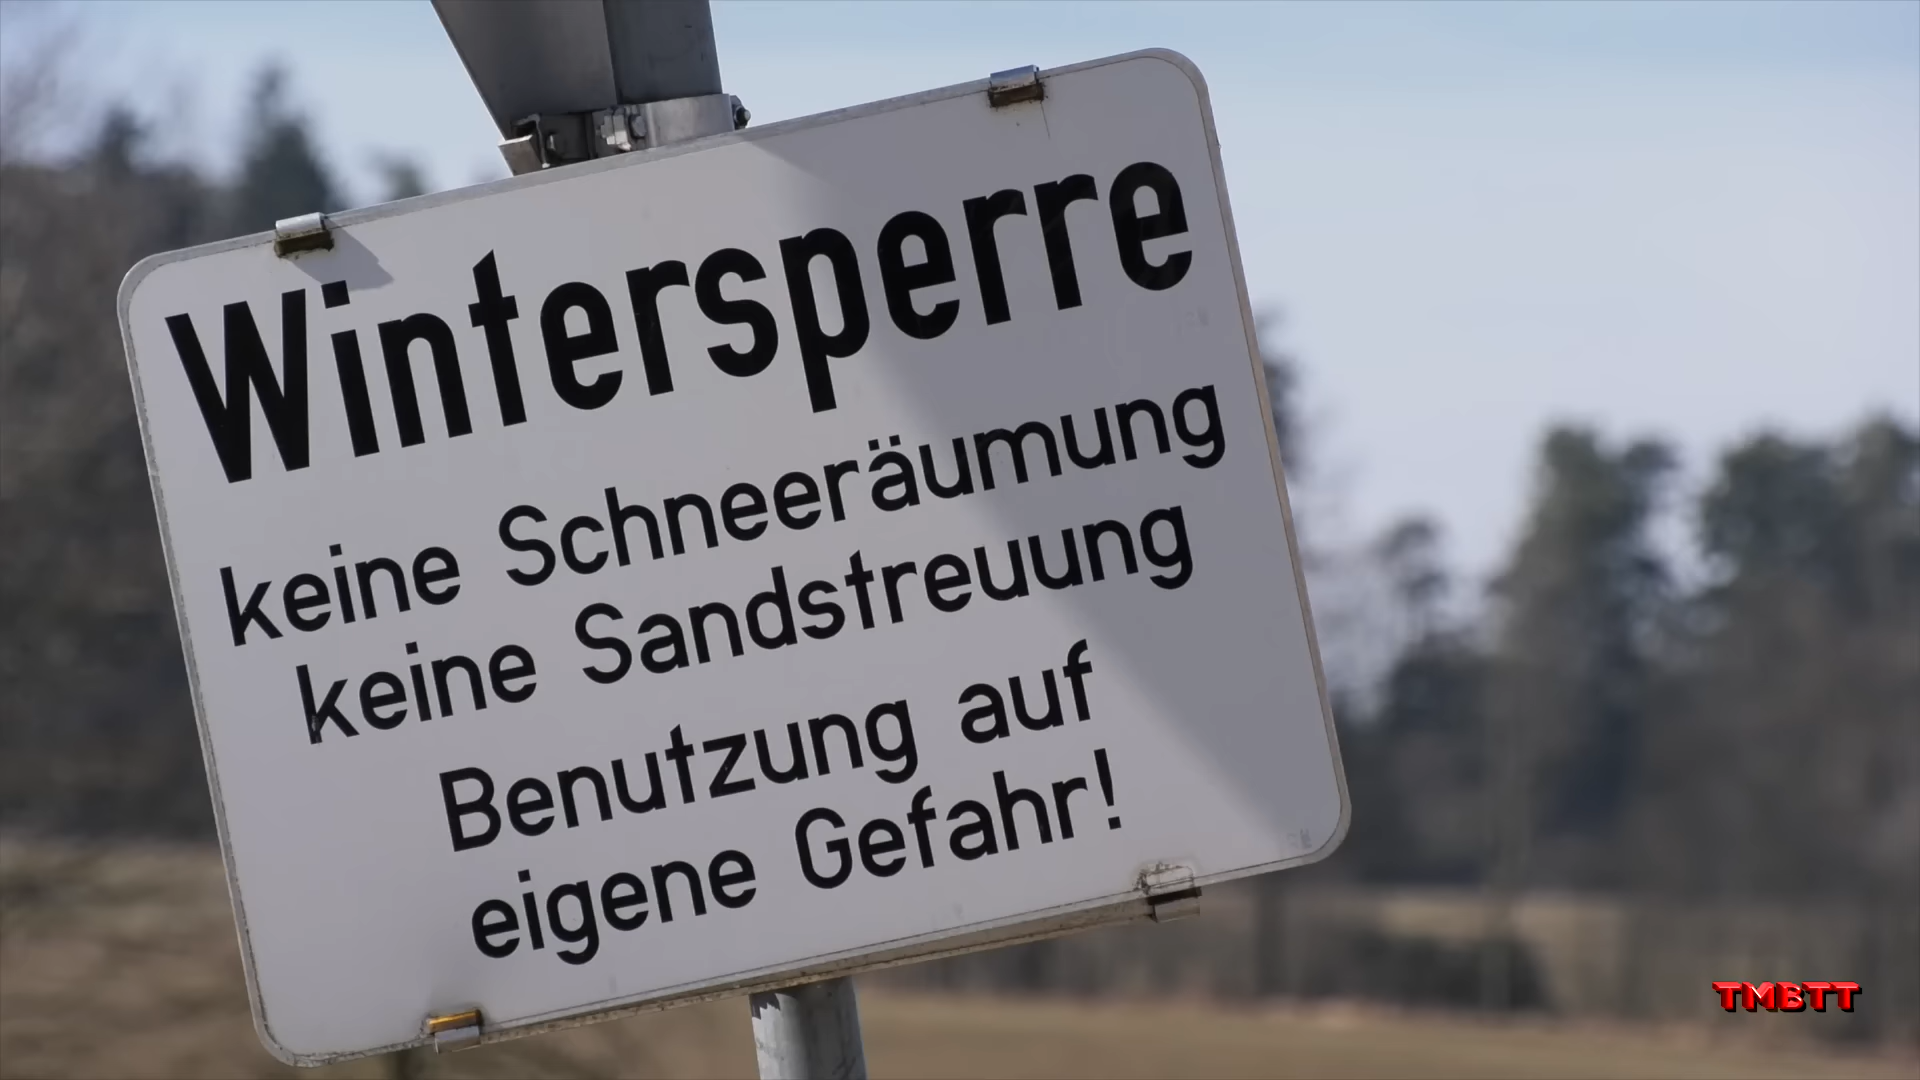 Wintersperre
keine Schneeräumung
keine Sandstreuung
Benutzung auf
eigene Gefahr!
TMBTT